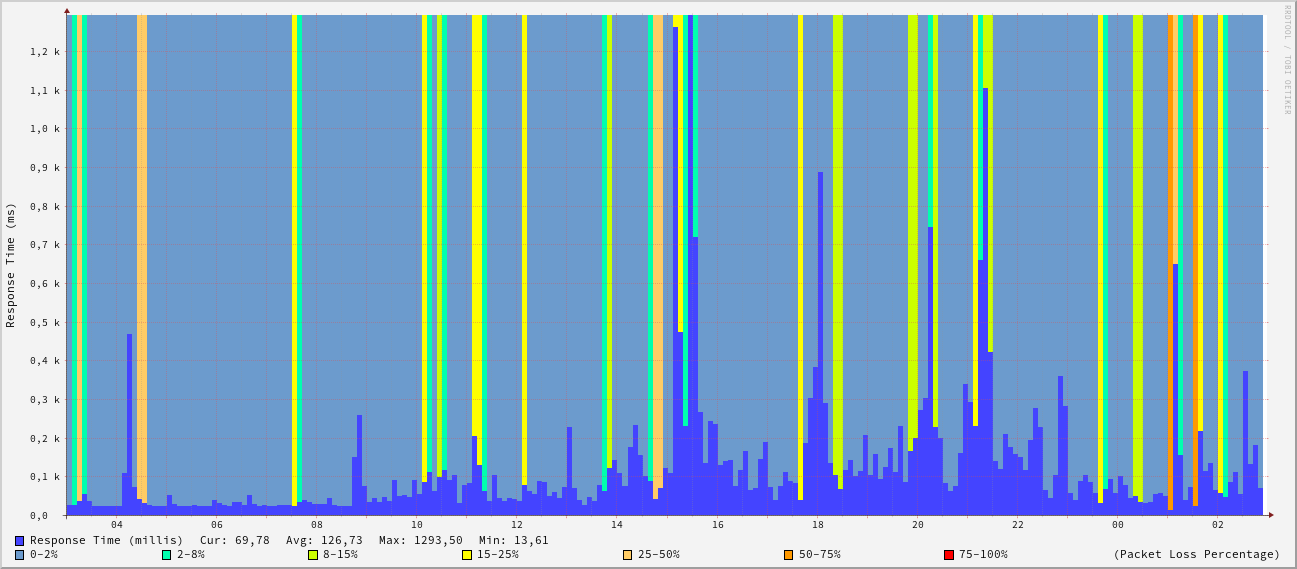 RRDTOOL / TOBI OETIKER
Response Time (ms)
1,2 k
1,1 k
1,0 k
0,9 k
0,8 k
0,7 k
0,6 k
0,5 k
0,4 k
0,3 k
0,2 k
0,1 k
0,0
04 06 08 10 12 14 16 18 20 22 00 02
Response Time (millis) Cur: 69,78 Avg: 126,73 Max: 1293,50 Min: 13,61
0-2% 2-8% 8-15% 15-25% 25-50% 50-75% 75-100% (Packet Loss Percentage)